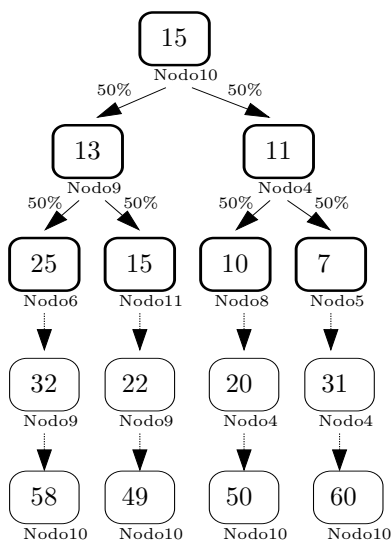 15
Nodo10
50% 50%
13 11
Nodo9 Nodo4
50% 50% 50% 50%
25 15 10 7
Nodo6 Nodo11 Nodo8 Nodo5
32 22 20 31
Nodo9 Nodo9 Nodo4 Nodo4
58 49 50 60
Nodo10 Nodo10 Nodo10 Nodo10